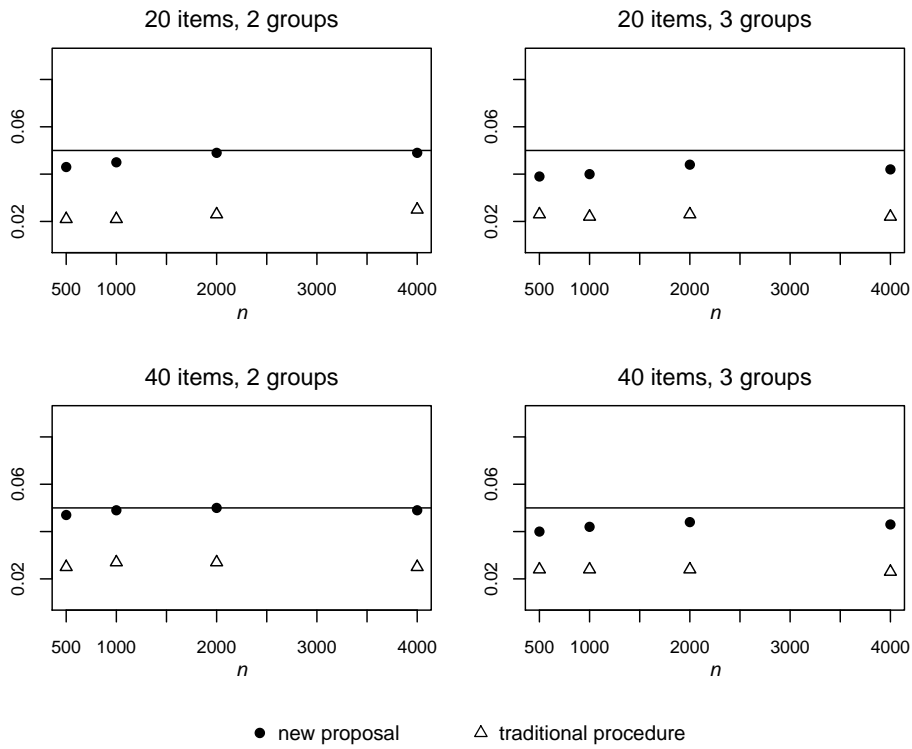 20 items, 2 groups
0.02 0.06
500 1000 2000 3000 4000
n
20 items, 3 groups
0.02 0.06
500 1000 2000 3000 4000
n
40 items, 2 groups
0.02 0.06
500 1000 2000 3000 4000
n
40 items, 3 groups
0.02 0.06
500 1000 2000 3000 4000
n
new proposal
traditional procedure